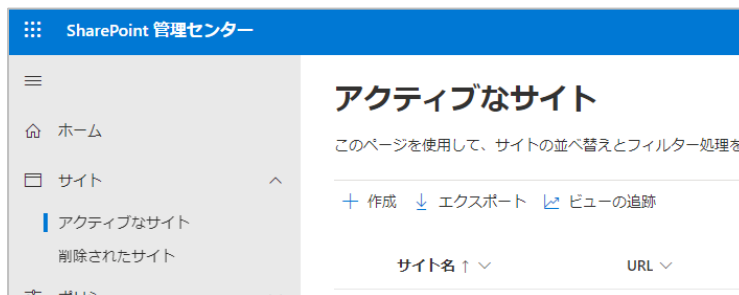 SharePoint 管理センター
ホーム
サイト
アクティブなサイト
削除されたサイト
アクティブなサイト
このページを使用して、サイトの並べ替えとフィルター処理を
作成 エクスポート ビューの追跡
サイト名 ↑ URL